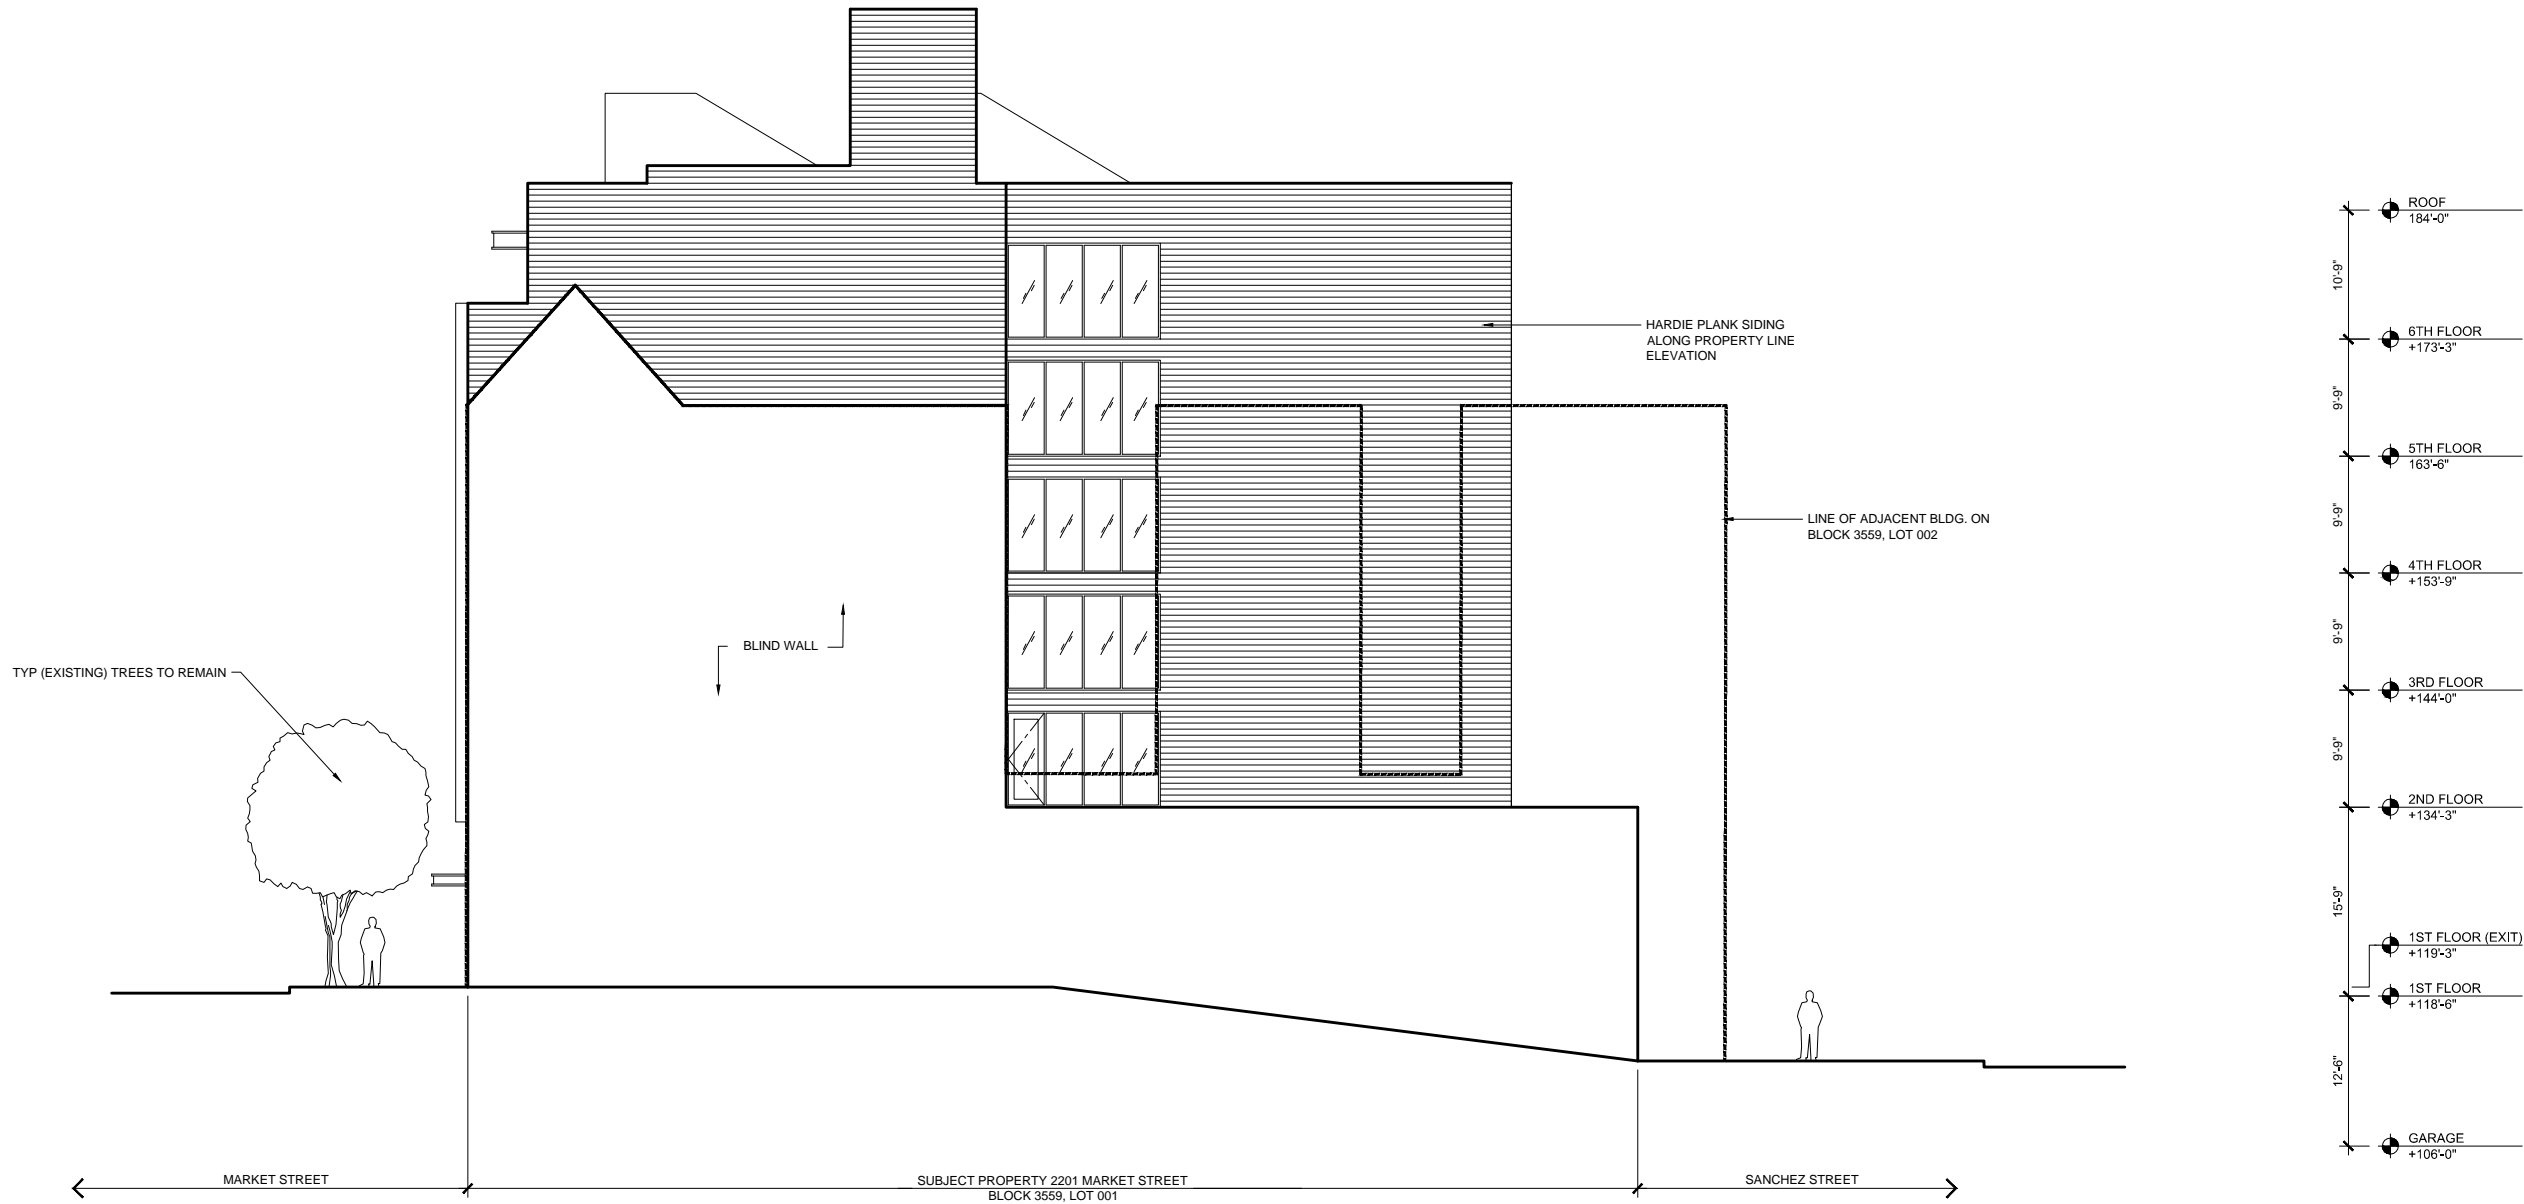 ROOF
184'-0"
10'-9"
HARDIE PLANK SIDING
ALONG PROPERTY LINE
ELEVATION
6TH FLOOR
+173'-3"
9'-9"
5TH FLOOR
163'-6"
9'-9"
LINE OF ADJACENT BLDG. ON
BLOCK 3559, LOT 002
4TH FLOOR
+153'-9"
9'-9"
BLIND WALL
TYP (EXISTING) TREES TO REMAIN
3RD FLOOR
+144'-0"
9'-9"
2ND FLOOR
+134'-3"
15'-9"
1ST FLOOR (EXIT)
+119'-3"
1ST FLOOR
+118'-6"
12'-6"
GARAGE
+106'-0"
MARKET STREET
SUBJECT PROPERTY 2201 MARKET STREET
BLOCK 3559, LOT 001
SANCHEZ STREET